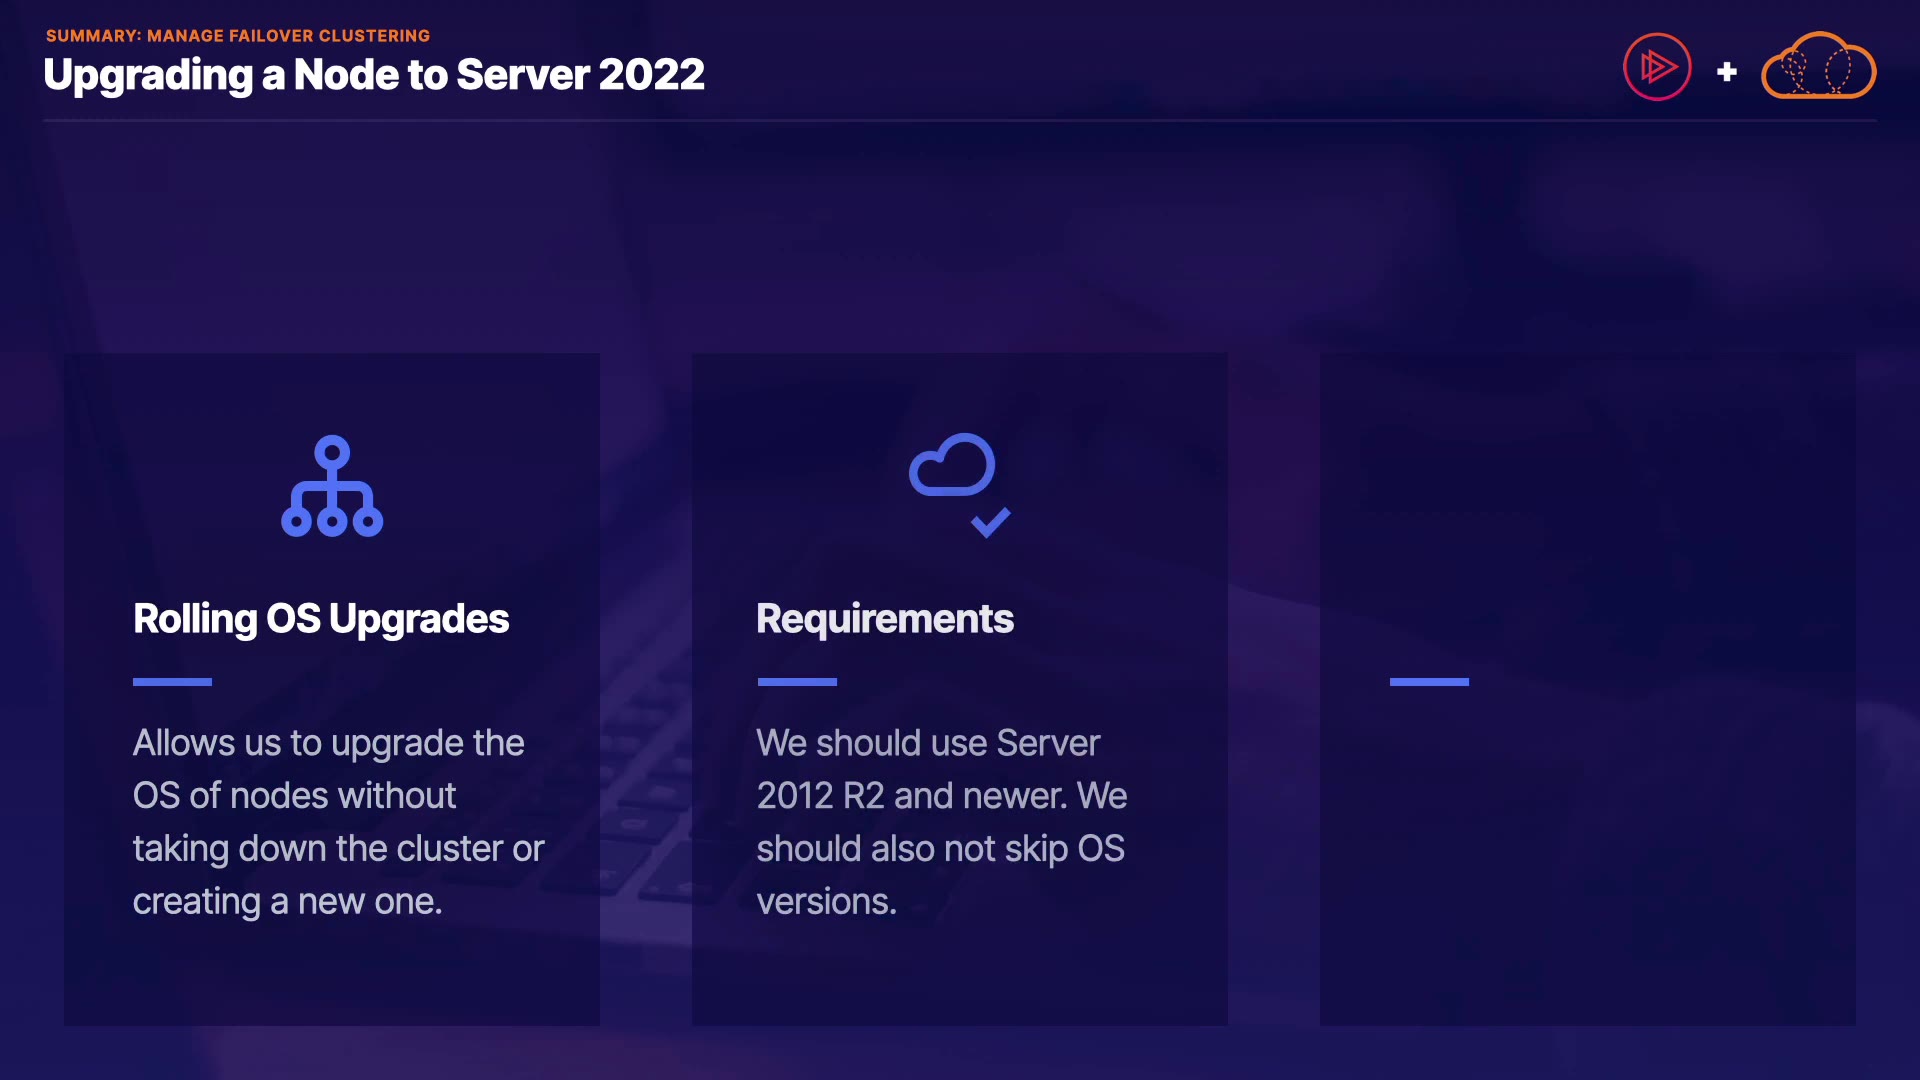 SUMMARY: MANAGE FAILOVER CLUSTERING
Upgrading a Node to Server 2022
Rolling OS Upgrades
Allows us to upgrade the
OS of nodes without
taking down the cluster or
creating a new one.
Requirements
We should use Server
2012 R2 and newer. We
should also not skip OS
versions.